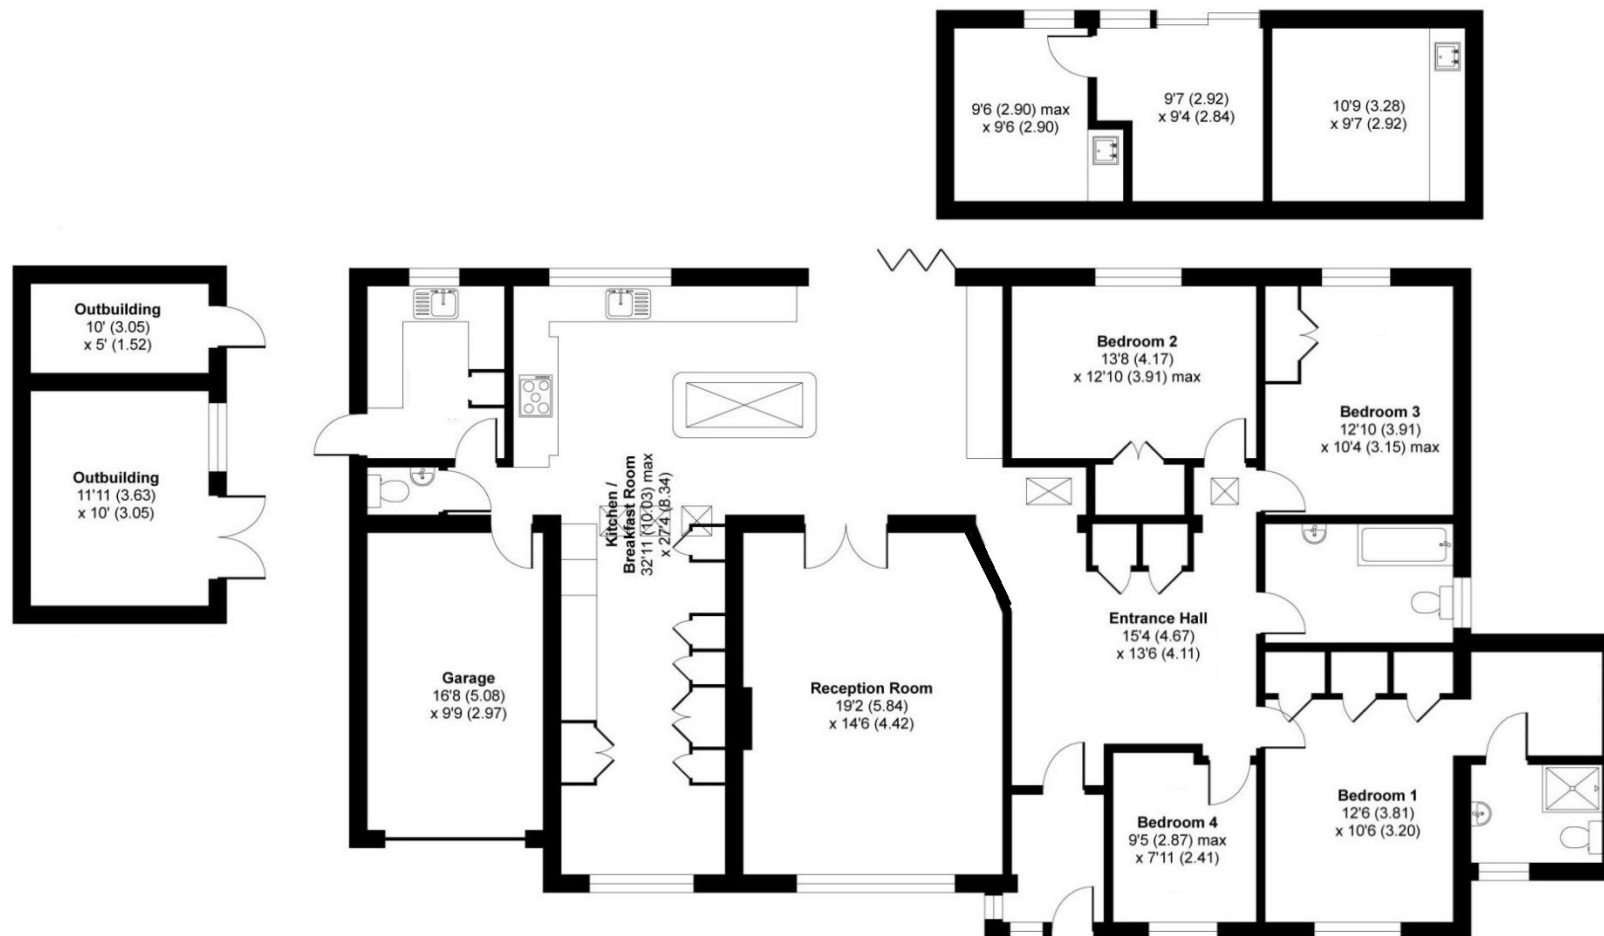 9'6 (2.90) max
x 9'6 (2.90)
9'7 (2.92)
x 9'4 (2.84)
10'9 (3.28)
x 9'7 (2.92)
Outbuilding
10' (3.05)
x 5' (1.52)
Outbuilding
11'11 (3.63)
x 10' (3.05)
Kitchen /
Breakfast Room
32'11 (10.03) max
x 27'4 (8.34)
Bedroom 2
13'8 (4.17)
x 12'10 (3.91) max
Bedroom 3
12'10 (3.91)
x 10'4 (3.15) max
Entrance Hall
15'4 (4.67)
x 13'6 (4.11)
Garage
16'8 (5.08)
x 9'9 (2.97)
Reception Room
19'2 (5.84)
x 14'6 (4.42)
Bedroom 4
9'5 (2.87) max
x 7'11 (2.41)
Bedroom 1
12'6 (3.81)
x 10'6 (3.20)